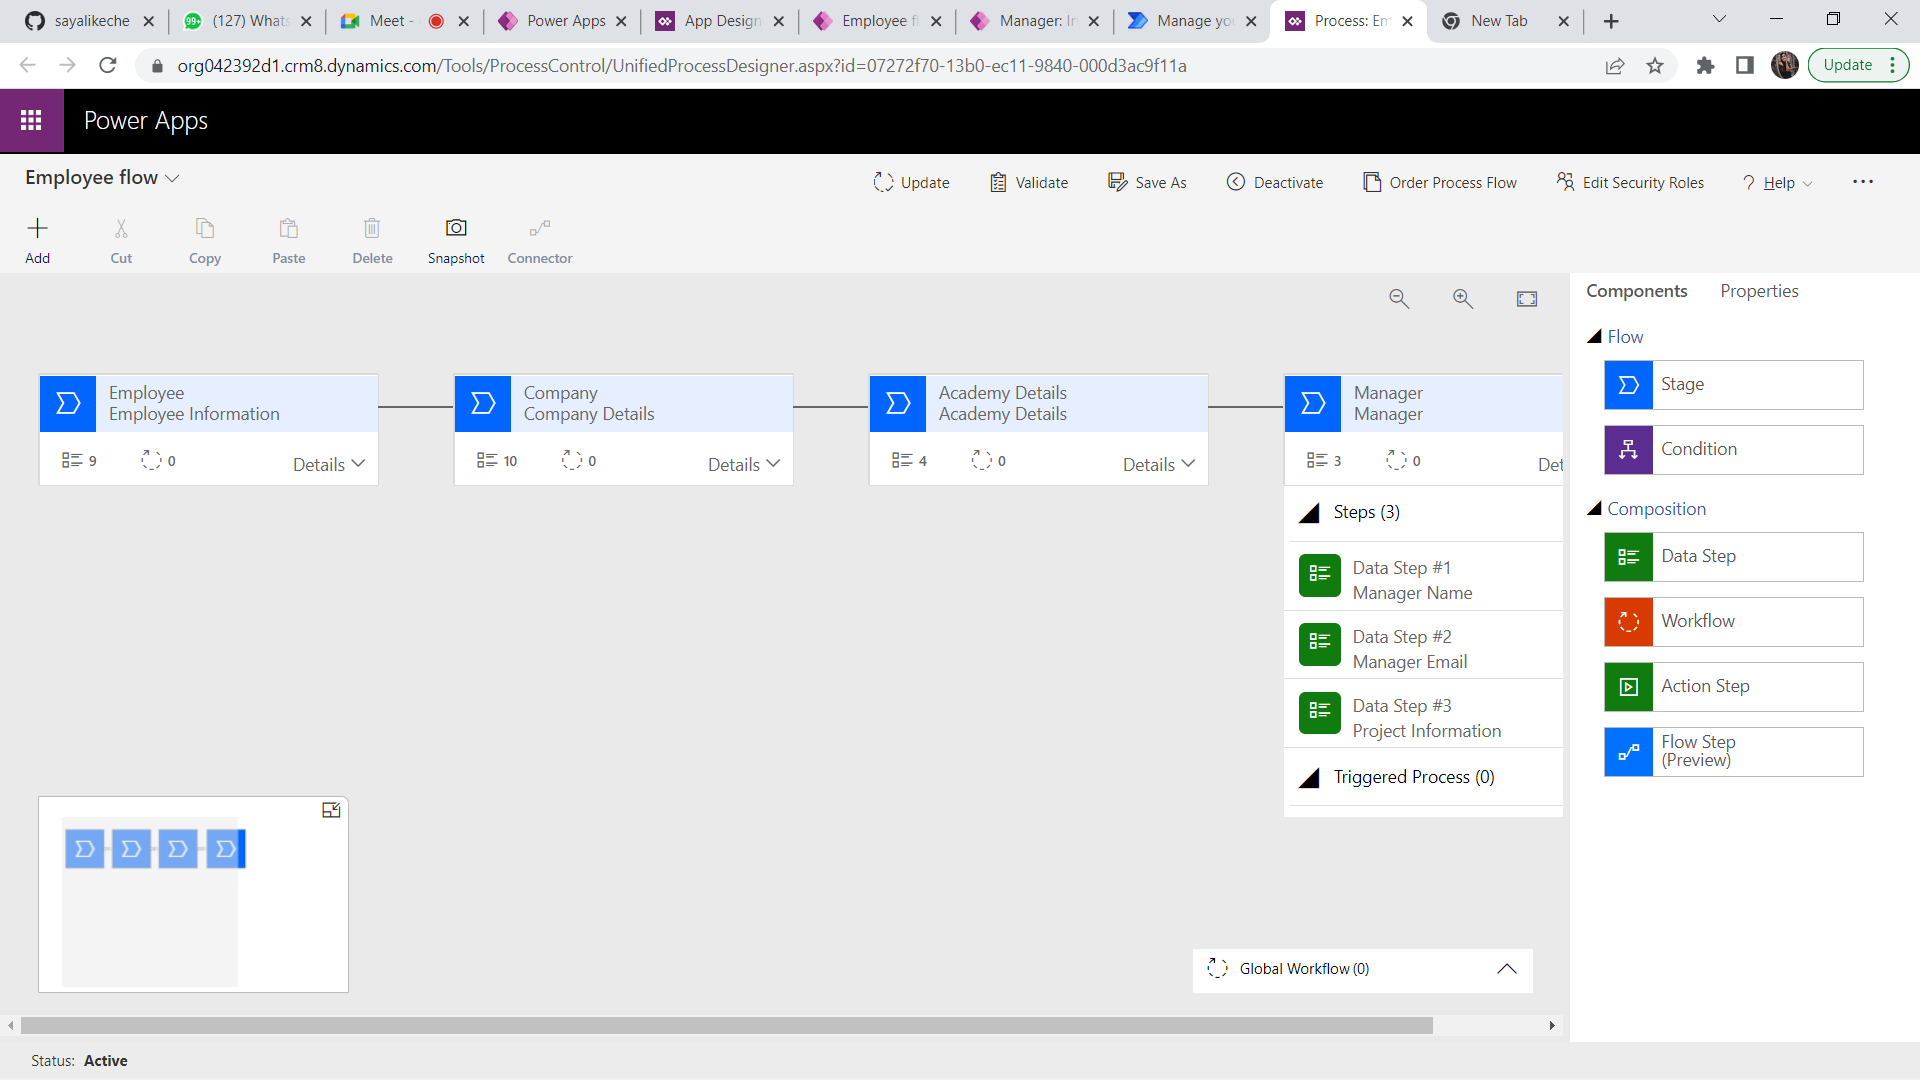 sayalikeche
(127) Whats
Meet -
Power Apps
App Design
Employee fl
Manager: In
Manage you
Process: Em
New Tab
org042392d1.crm8.dynamics.com/Tools/ProcessControl/UnifiedProcessDesigner.aspx?id=07272f70-13b0-ec11-9840-000d3ac9f11a
Update
Power Apps
Employee flow
Update
Validate
Save As
Deactivate
Order Process Flow
Edit Security Roles
? Help
Add
Cut
Copy
Paste
Delete
Snapshot
Connector
Components
Properties
Employee
Employee Information
9
0
Details
Company
Company Details
10
0
Details
Academy Details
Academy Details
4
0
Details
Manager
Manager
3
0
Det
Steps (3)
Data Step #1
Manager Name
Data Step #2
Manager Email
Data Step #3
Project Information
Triggered Process (0)
Flow
Stage
Condition
Composition
Data Step
Workflow
Action Step
Flow Step
(Preview)
Global Workflow (0)
Status: Active